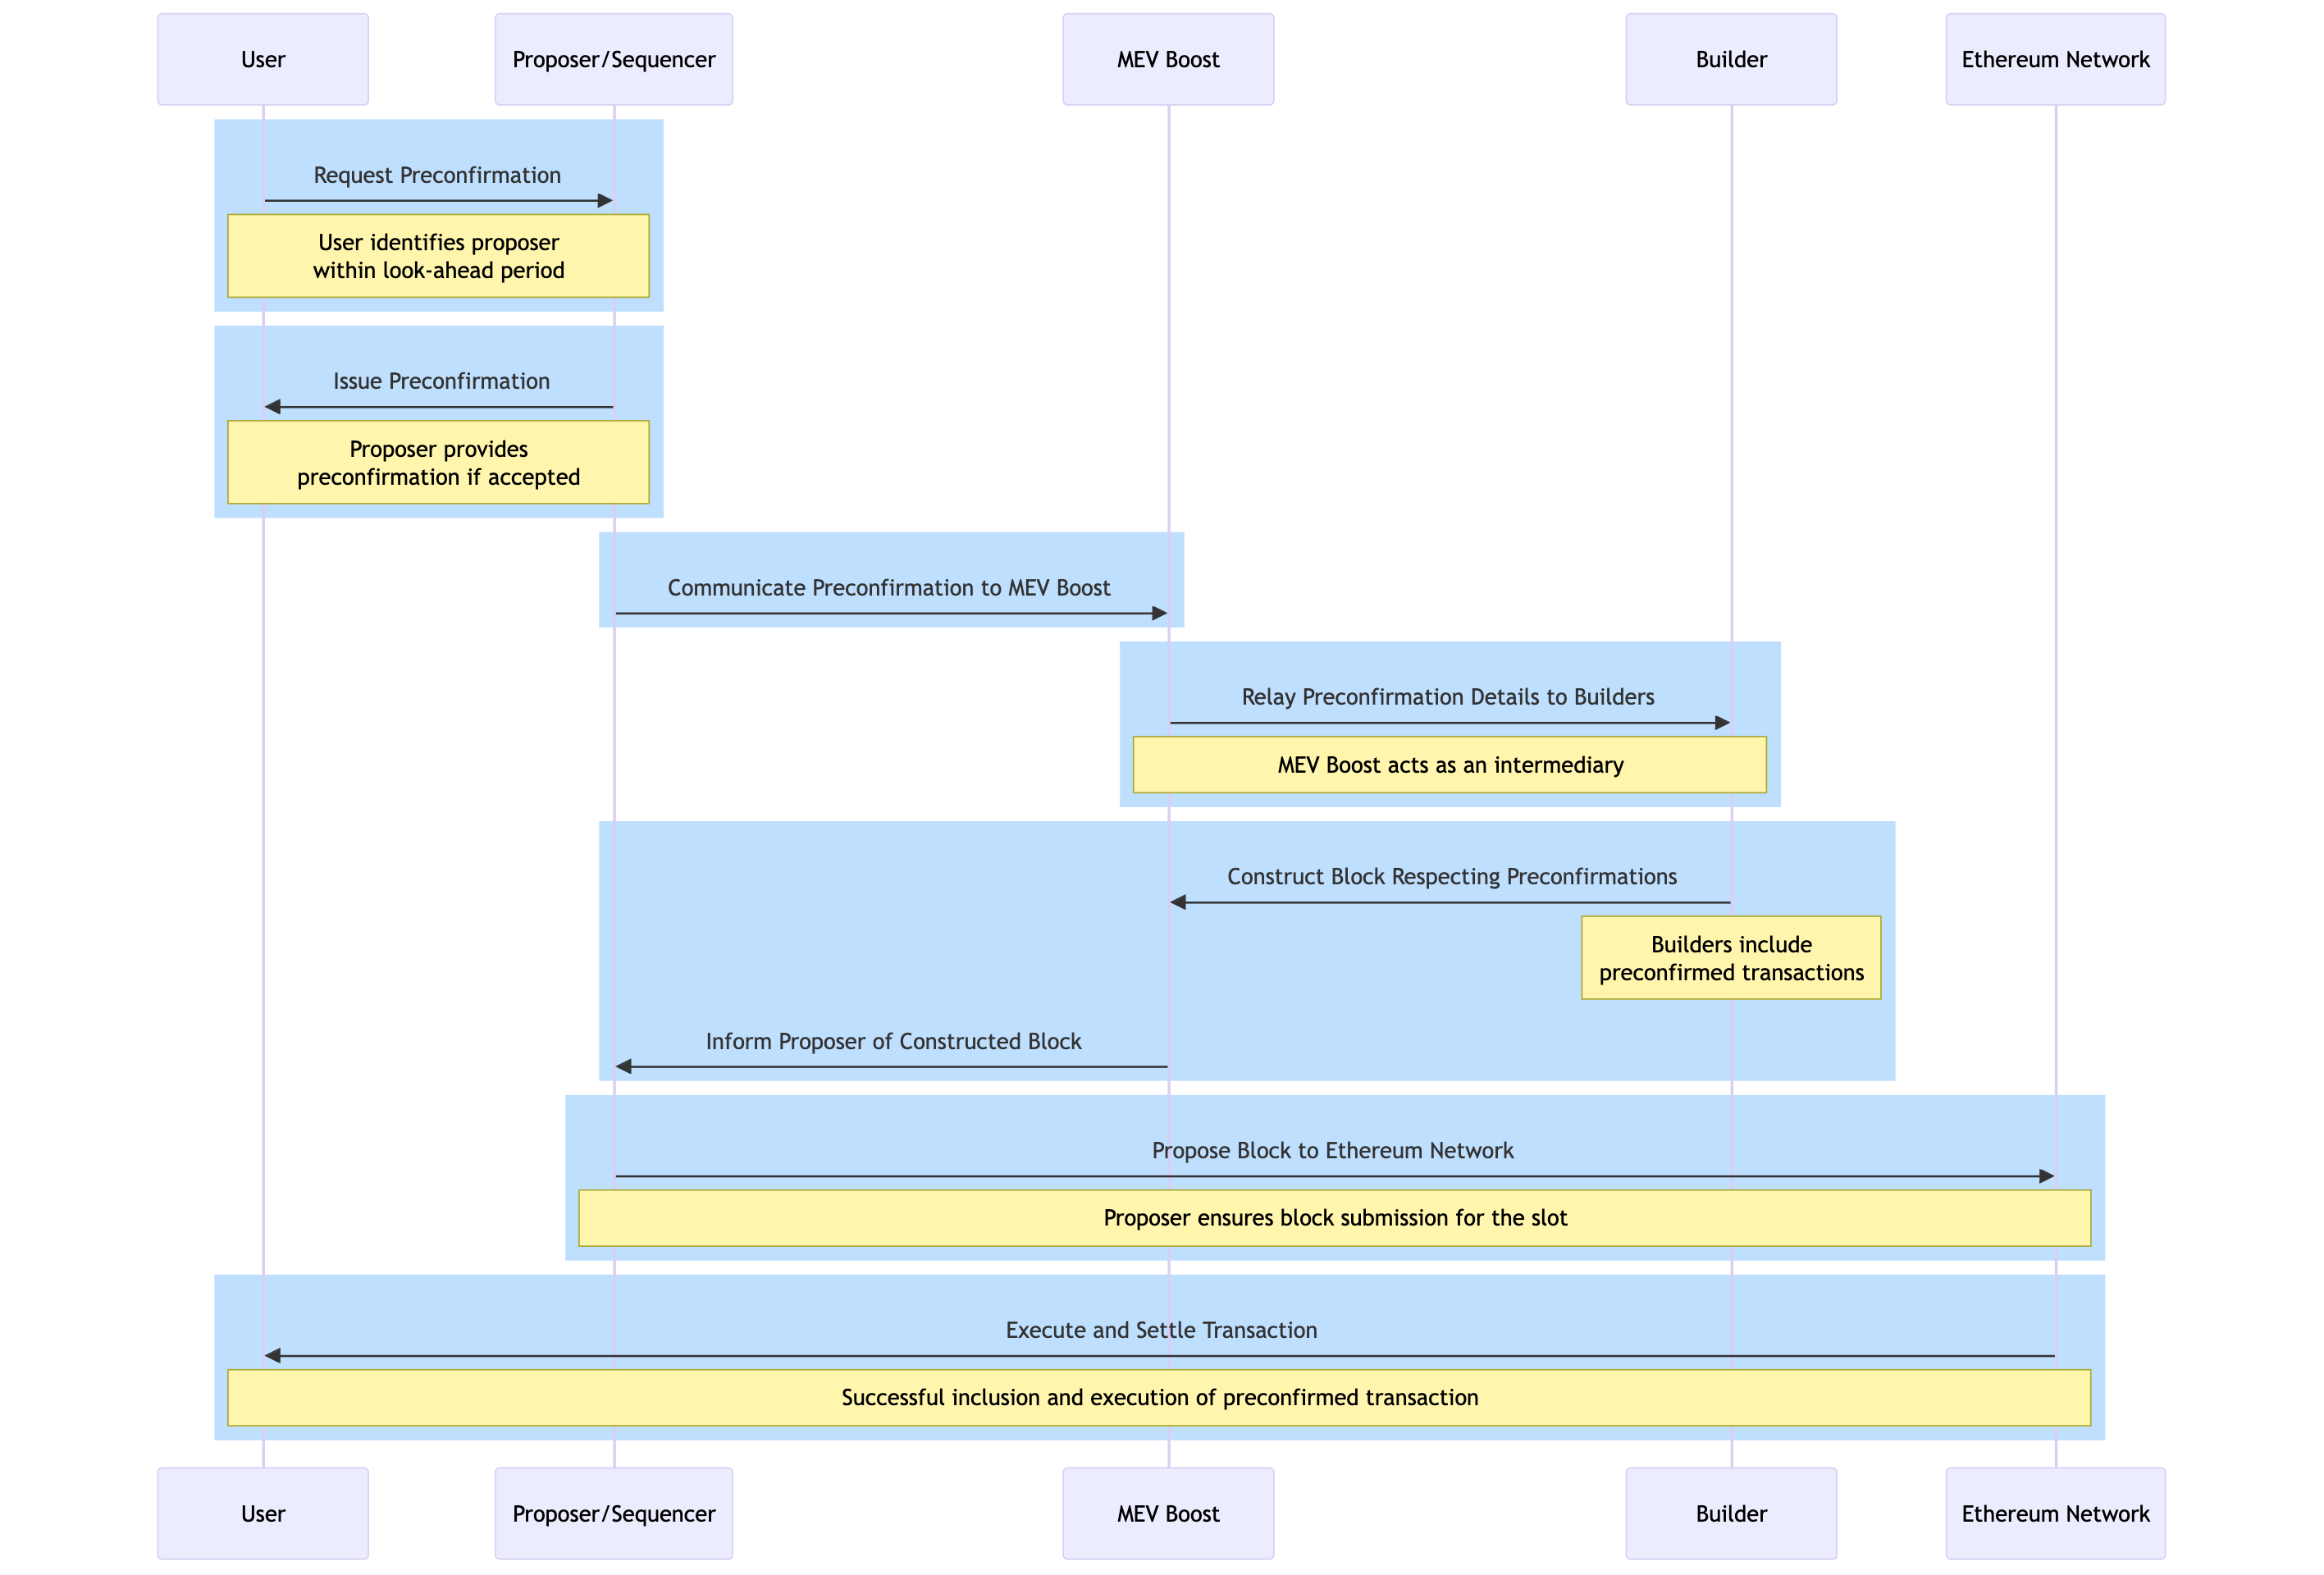 User
Proposer/Sequencer
MEV Boost
Builder
Ethereum Network
Request Preconfirmation
User identifies proposer
within look-ahead period
Issue Preconfirmation
Proposer provides
preconfirmation if accepted
Communicate Preconfirmation to MEV Boost
Relay Preconfirmation Details to Builders
MEV Boost acts as an intermediary
Construct Block Respecting Preconfirmations
Builders include
preconfirmed transactions
Inform Proposer of Constructed Block
Propose Block to Ethereum Network
Proposer ensures block submission for the slot
Execute and Settle Transaction
Successful inclusion and execution of preconfirmed transaction
User
Proposer/Sequencer
MEV Boost
Builder
Ethereum Network